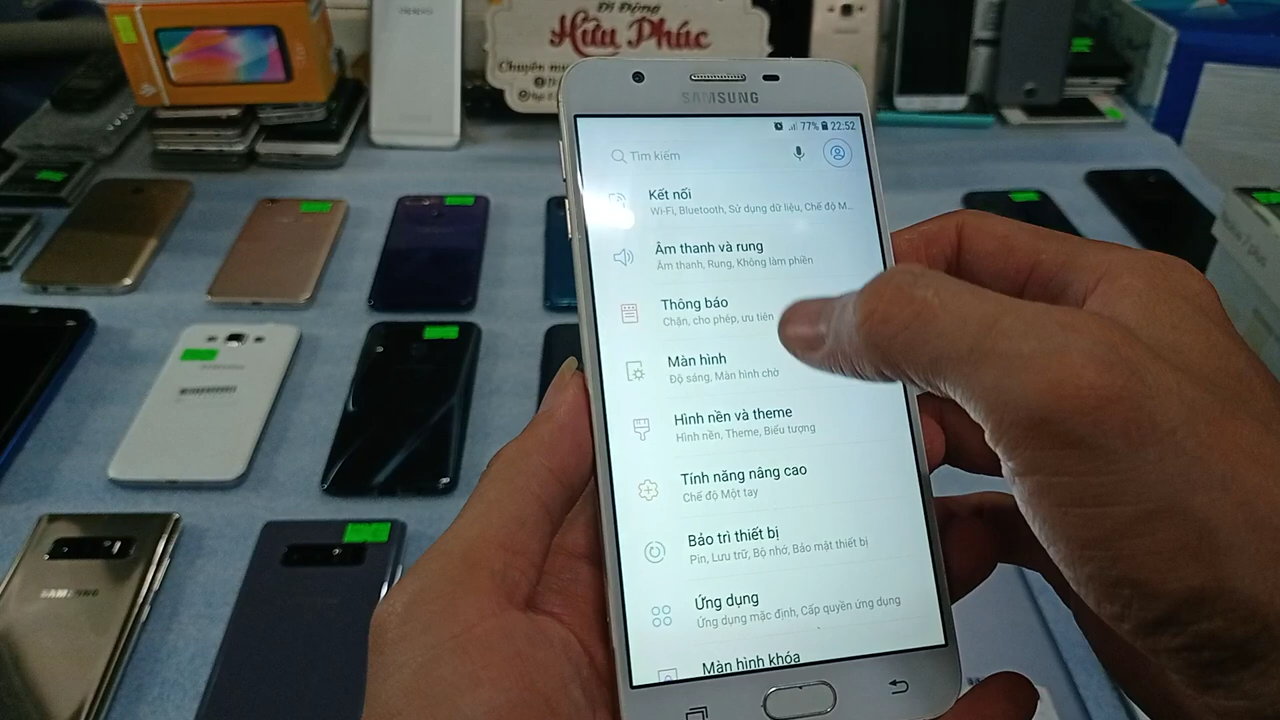 Di Động
Hữu Phúc
SAMSUNG
77% 22:52
Tìm kiếm
Kết nối
Wi-Fi, Bluetooth, Sử dụng dữ liệu, Chế độ M...
Âm thanh và rung
Âm thanh, Rung, Không làm phiền
Thông báo
Chặn, cho phép, ưu tiên
Màn hình
Độ sáng, Màn hình chờ
Hình nền và theme
Hình nền, Theme, Biểu tượng
Tính năng nâng cao
Chế độ Một tay
Bảo trì thiết bị
Pin, Lưu trữ, Bộ nhớ, Bảo mật thiết bị
Ứng dụng
Ứng dụng mặc định, Cấp quyền ứng dụng
Màn hình khóa
SAMSUNG